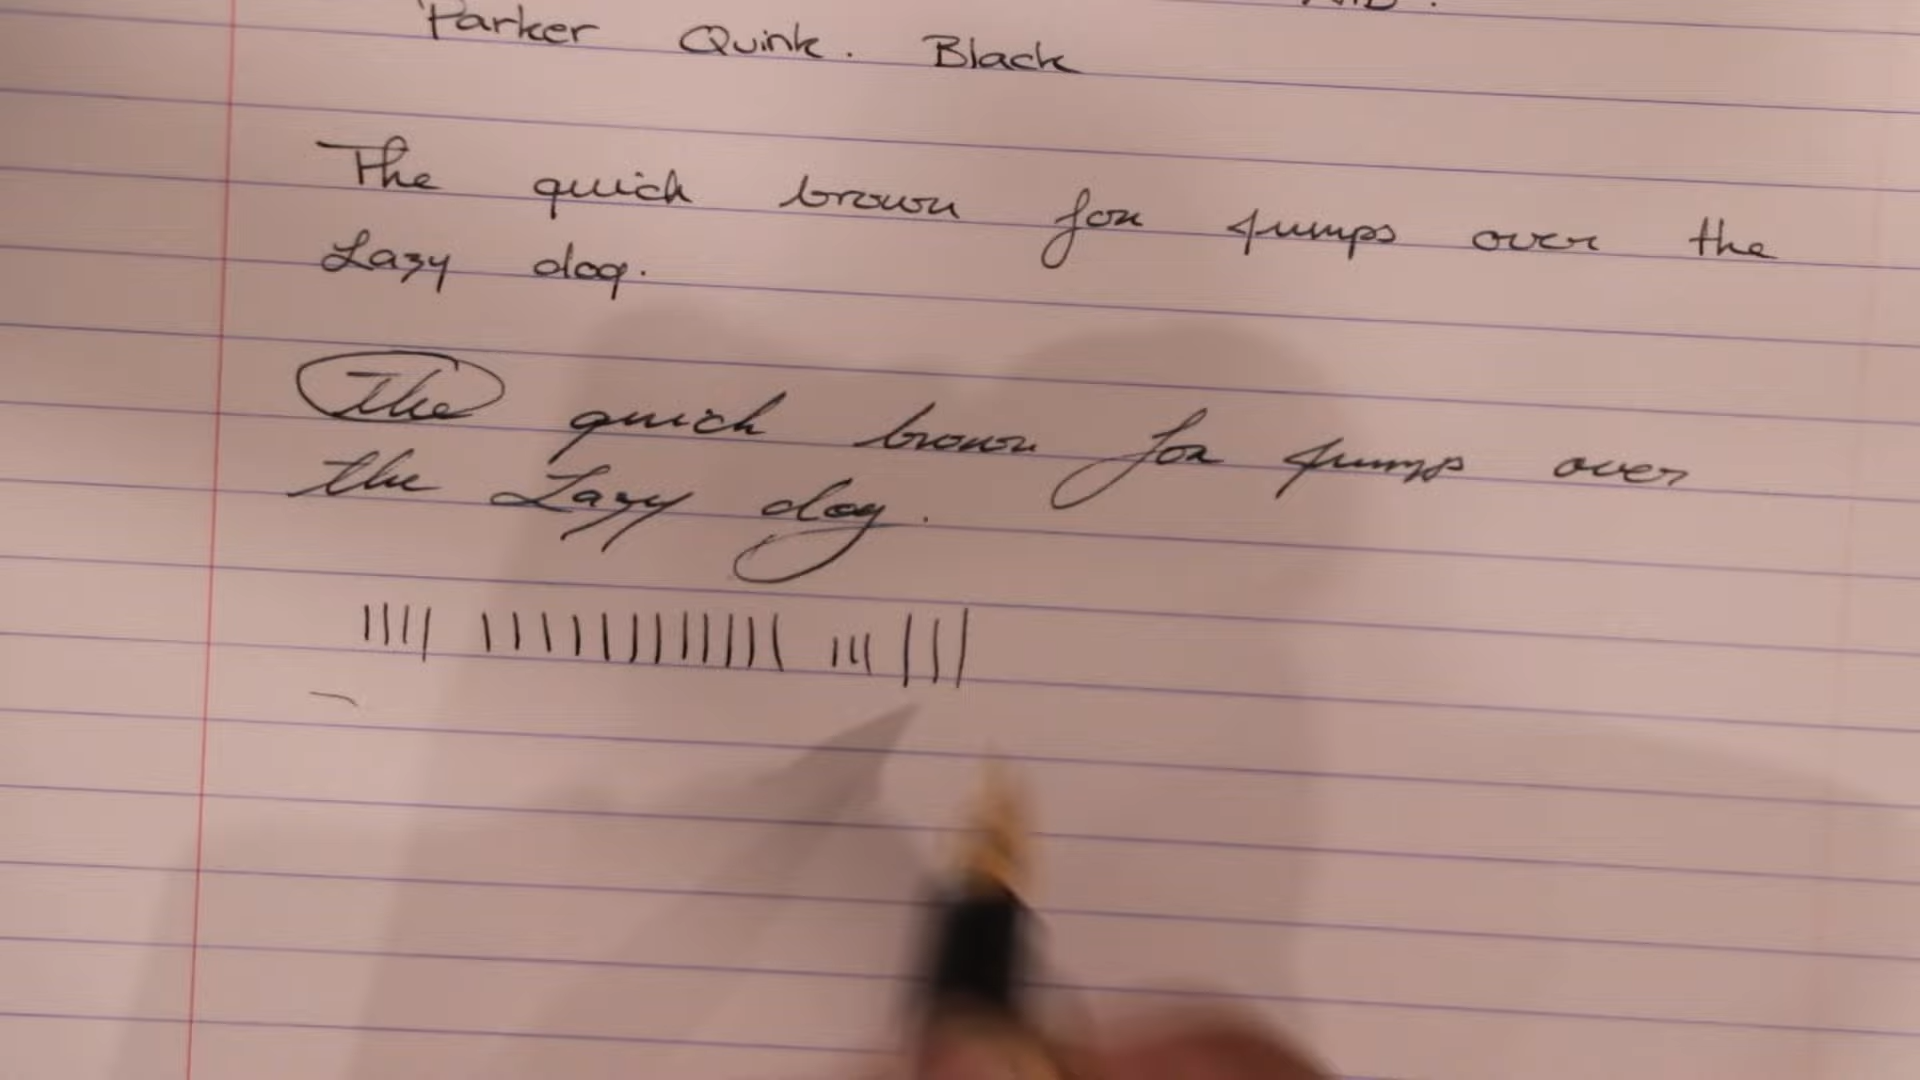 Parker Quink. Black
The quick brown fox jumps over the
Lazy dog.
The quick brown fox jumps over
the Lazy dog.